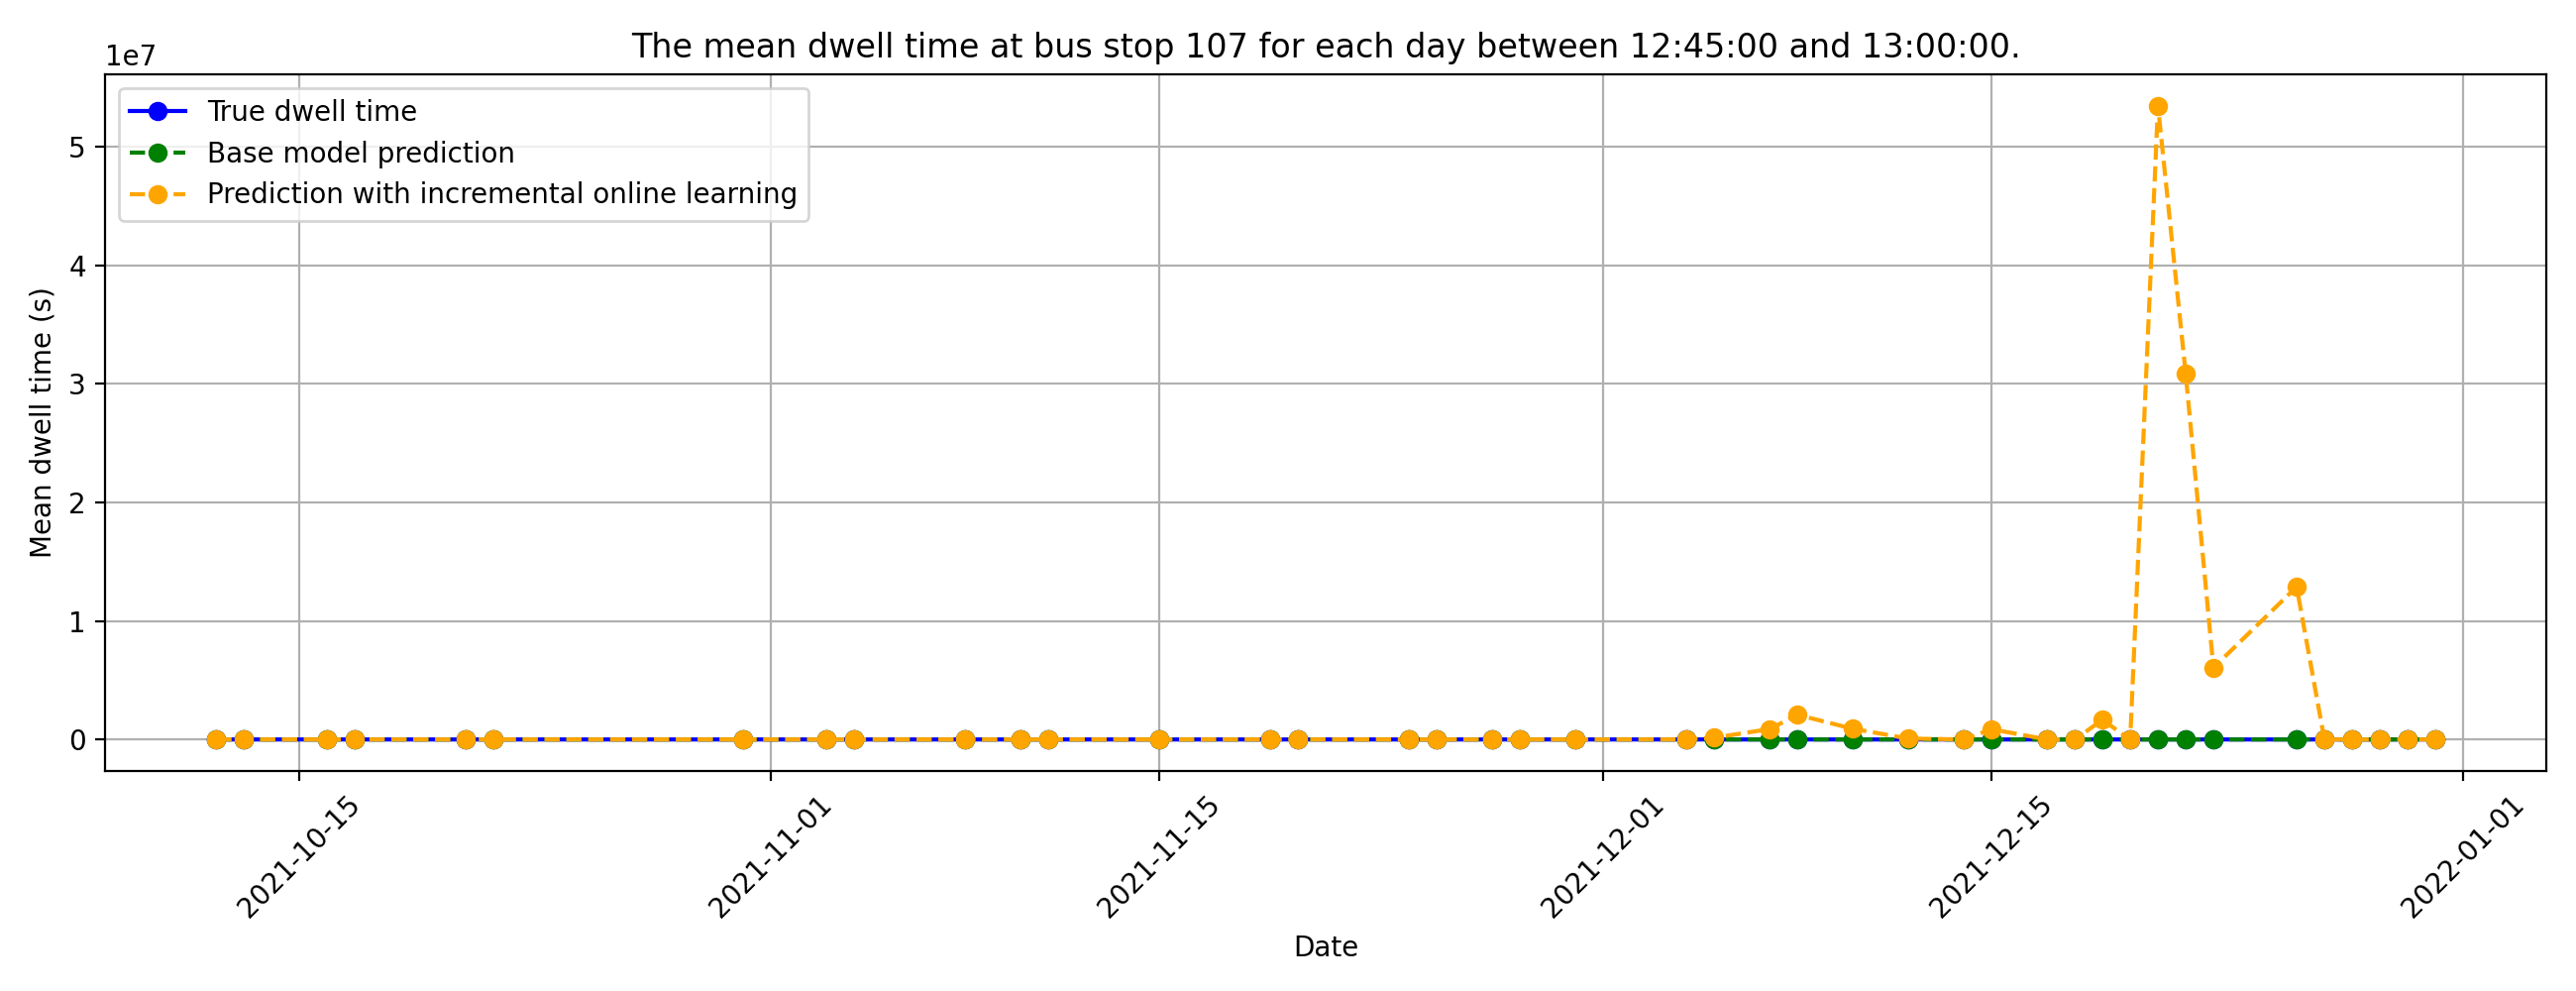 The mean dwell time at bus stop 107 for each day between 12:45:00 and 13:00:00.
1e7
True dwell time
Base model prediction
Prediction with incremental online learning
Mean dwell time (s)
5
4
3
2
1
0
2021-10-15
2021-11-01
2021-11-15
2021-12-01
2021-12-15
2022-01-01
Date